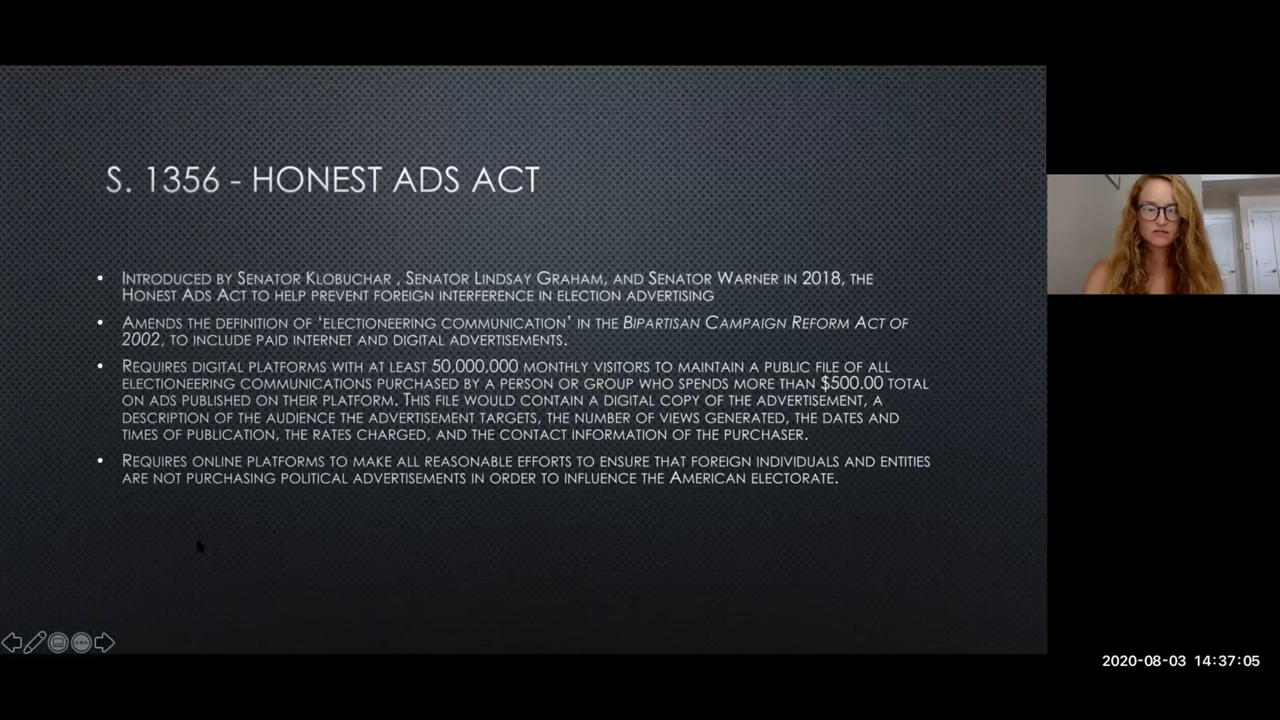 S. 1356 - HONEST ADS ACT
• INTRODUCED BY SENATOR KLOBUCHAR , SENATOR LINDSAY GRAHAM, AND SENATOR WARNER IN 2018, THE
HONEST ADS ACT TO HELP PREVENT FOREIGN INTERFERENCE IN ELECTION ADVERTISING
• AMENDS THE DEFINITION OF 'ELECTIONEERING COMMUNICATION' IN THE BIPARTISAN CAMPAIGN REFORM ACT OF
2002, TO INCLUDE PAID INTERNET AND DIGITAL ADVERTISEMENTS.
• REQUIRES DIGITAL PLATFORMS WITH AT LEAST 50,000,000 MONTHLY VISITORS TO MAINTAIN A PUBLIC FILE OF ALL
ELECTIONEERING COMMUNICATIONS PURCHASED BY A PERSON OR GROUP WHO SPENDS MORE THAN $500.00 TOTAL
ON ADS PUBLISHED ON THEIR PLATFORM. THIS FILE WOULD CONTAIN A DIGITAL COPY OF THE ADVERTISEMENT, A
DESCRIPTION OF THE AUDIENCE THE ADVERTISEMENT TARGETS, THE NUMBER OF VIEWS GENERATED, THE DATES AND
TIMES OF PUBLICATION, THE RATES CHARGED, AND THE CONTACT INFORMATION OF THE PURCHASER.
• REQUIRES ONLINE PLATFORMS TO MAKE ALL REASONABLE EFFORTS TO ENSURE THAT FOREIGN INDIVIDUALS AND ENTITIES
ARE NOT PURCHASING POLITICAL ADVERTISEMENTS IN ORDER TO INFLUENCE THE AMERICAN ELECTORATE.
2020-08-03 14:37:05